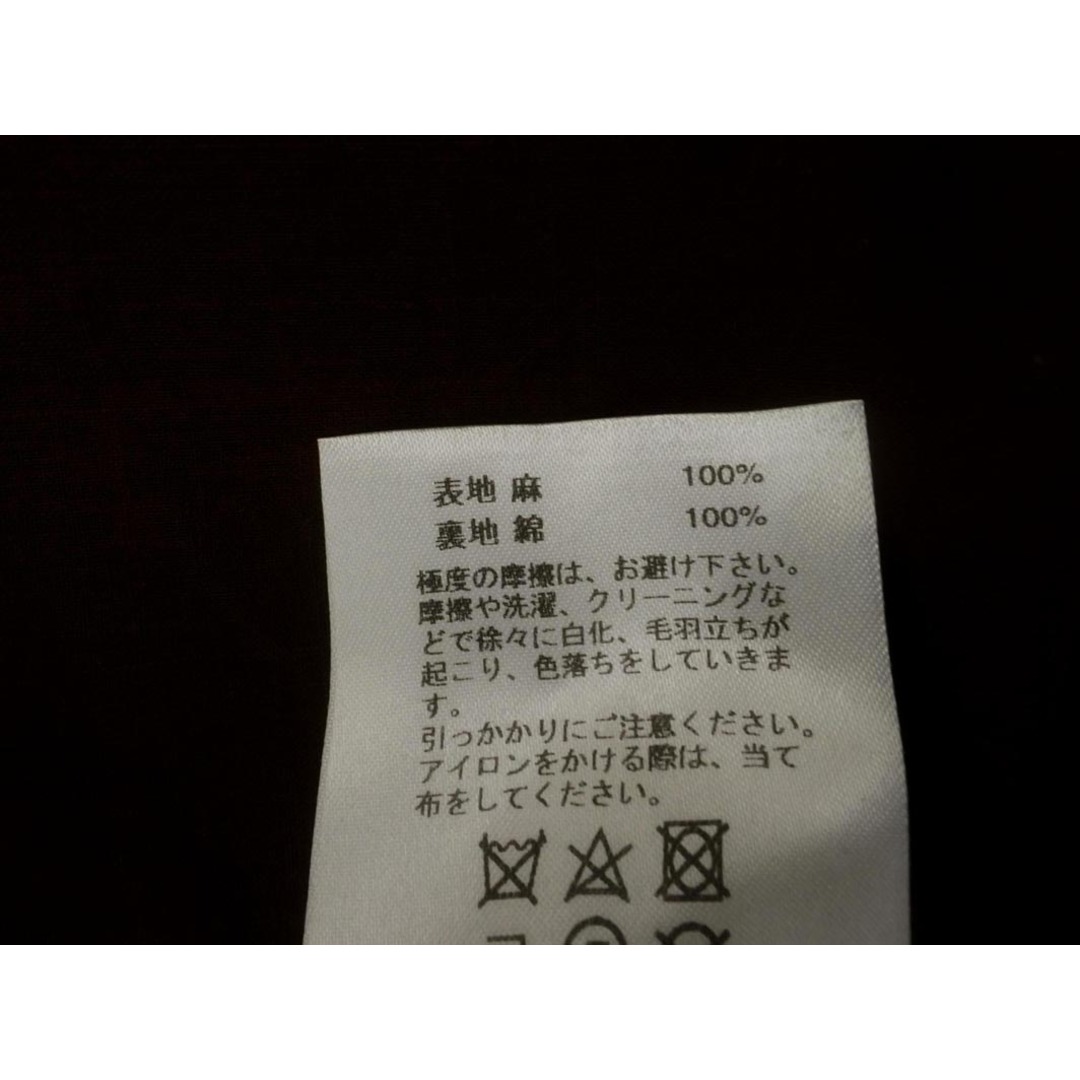 表地 麻 100%
裏地 綿 100%
極度の摩擦は、お避け下さい。
摩擦や洗濯、クリーニングな
どで徐々に白化、毛羽立ちが
起こり、色落ちをしていきま
す。
引っかかりにご注意ください。
アイロンをかける際は、当て
布をしてください。